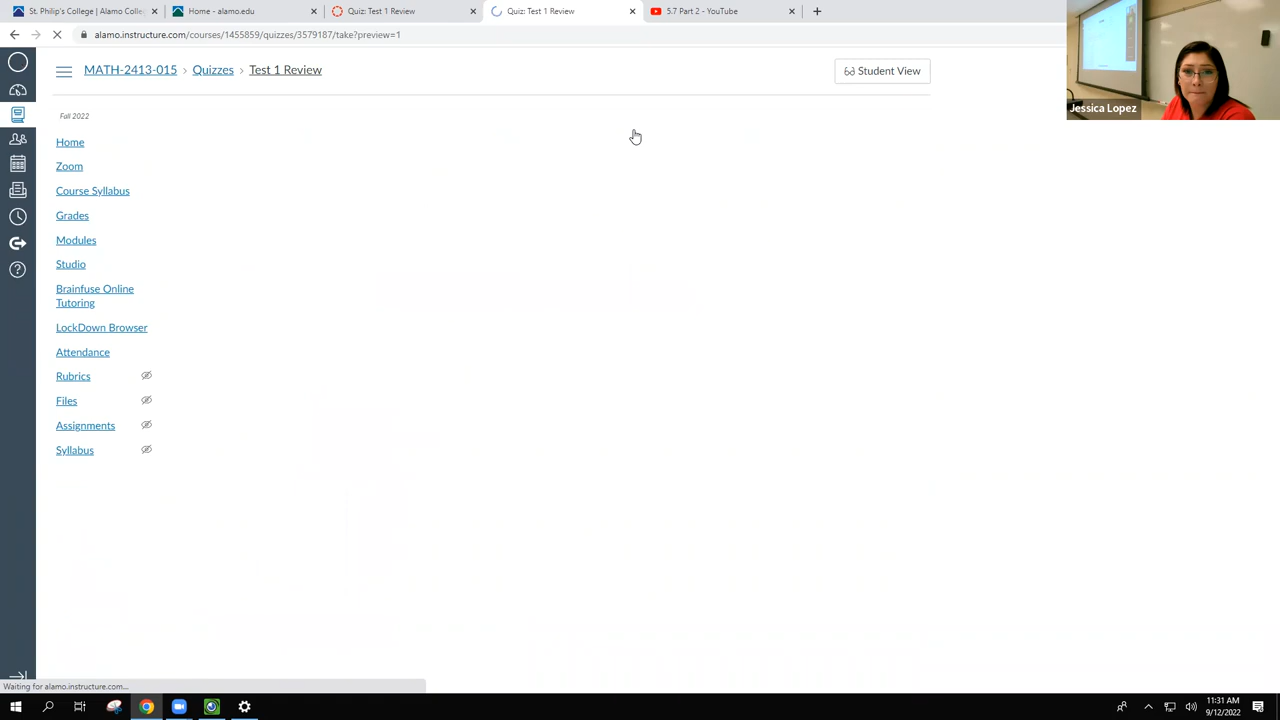 St. Philip's College | Alamo Colle
Home - alamo.edu
Quiz: Test 1 Review
Quiz: Test 1 Review
5.7 Part 2 - YouTube
alamo.instructure.com/courses/1455859/quizzes/3579187/take?preview=1
MATH-2413-015 › Quizzes › Test 1 Review
Student View
Jessica Lopez
Fall 2022
Home
Zoom
Course Syllabus
Grades
Modules
Studio
Brainfuse Online
Tutoring
LockDown Browser
Attendance
Rubrics
Files
Assignments
Syllabus
Waiting for alamo.instructure.com...
11:31 AM
9/12/2022